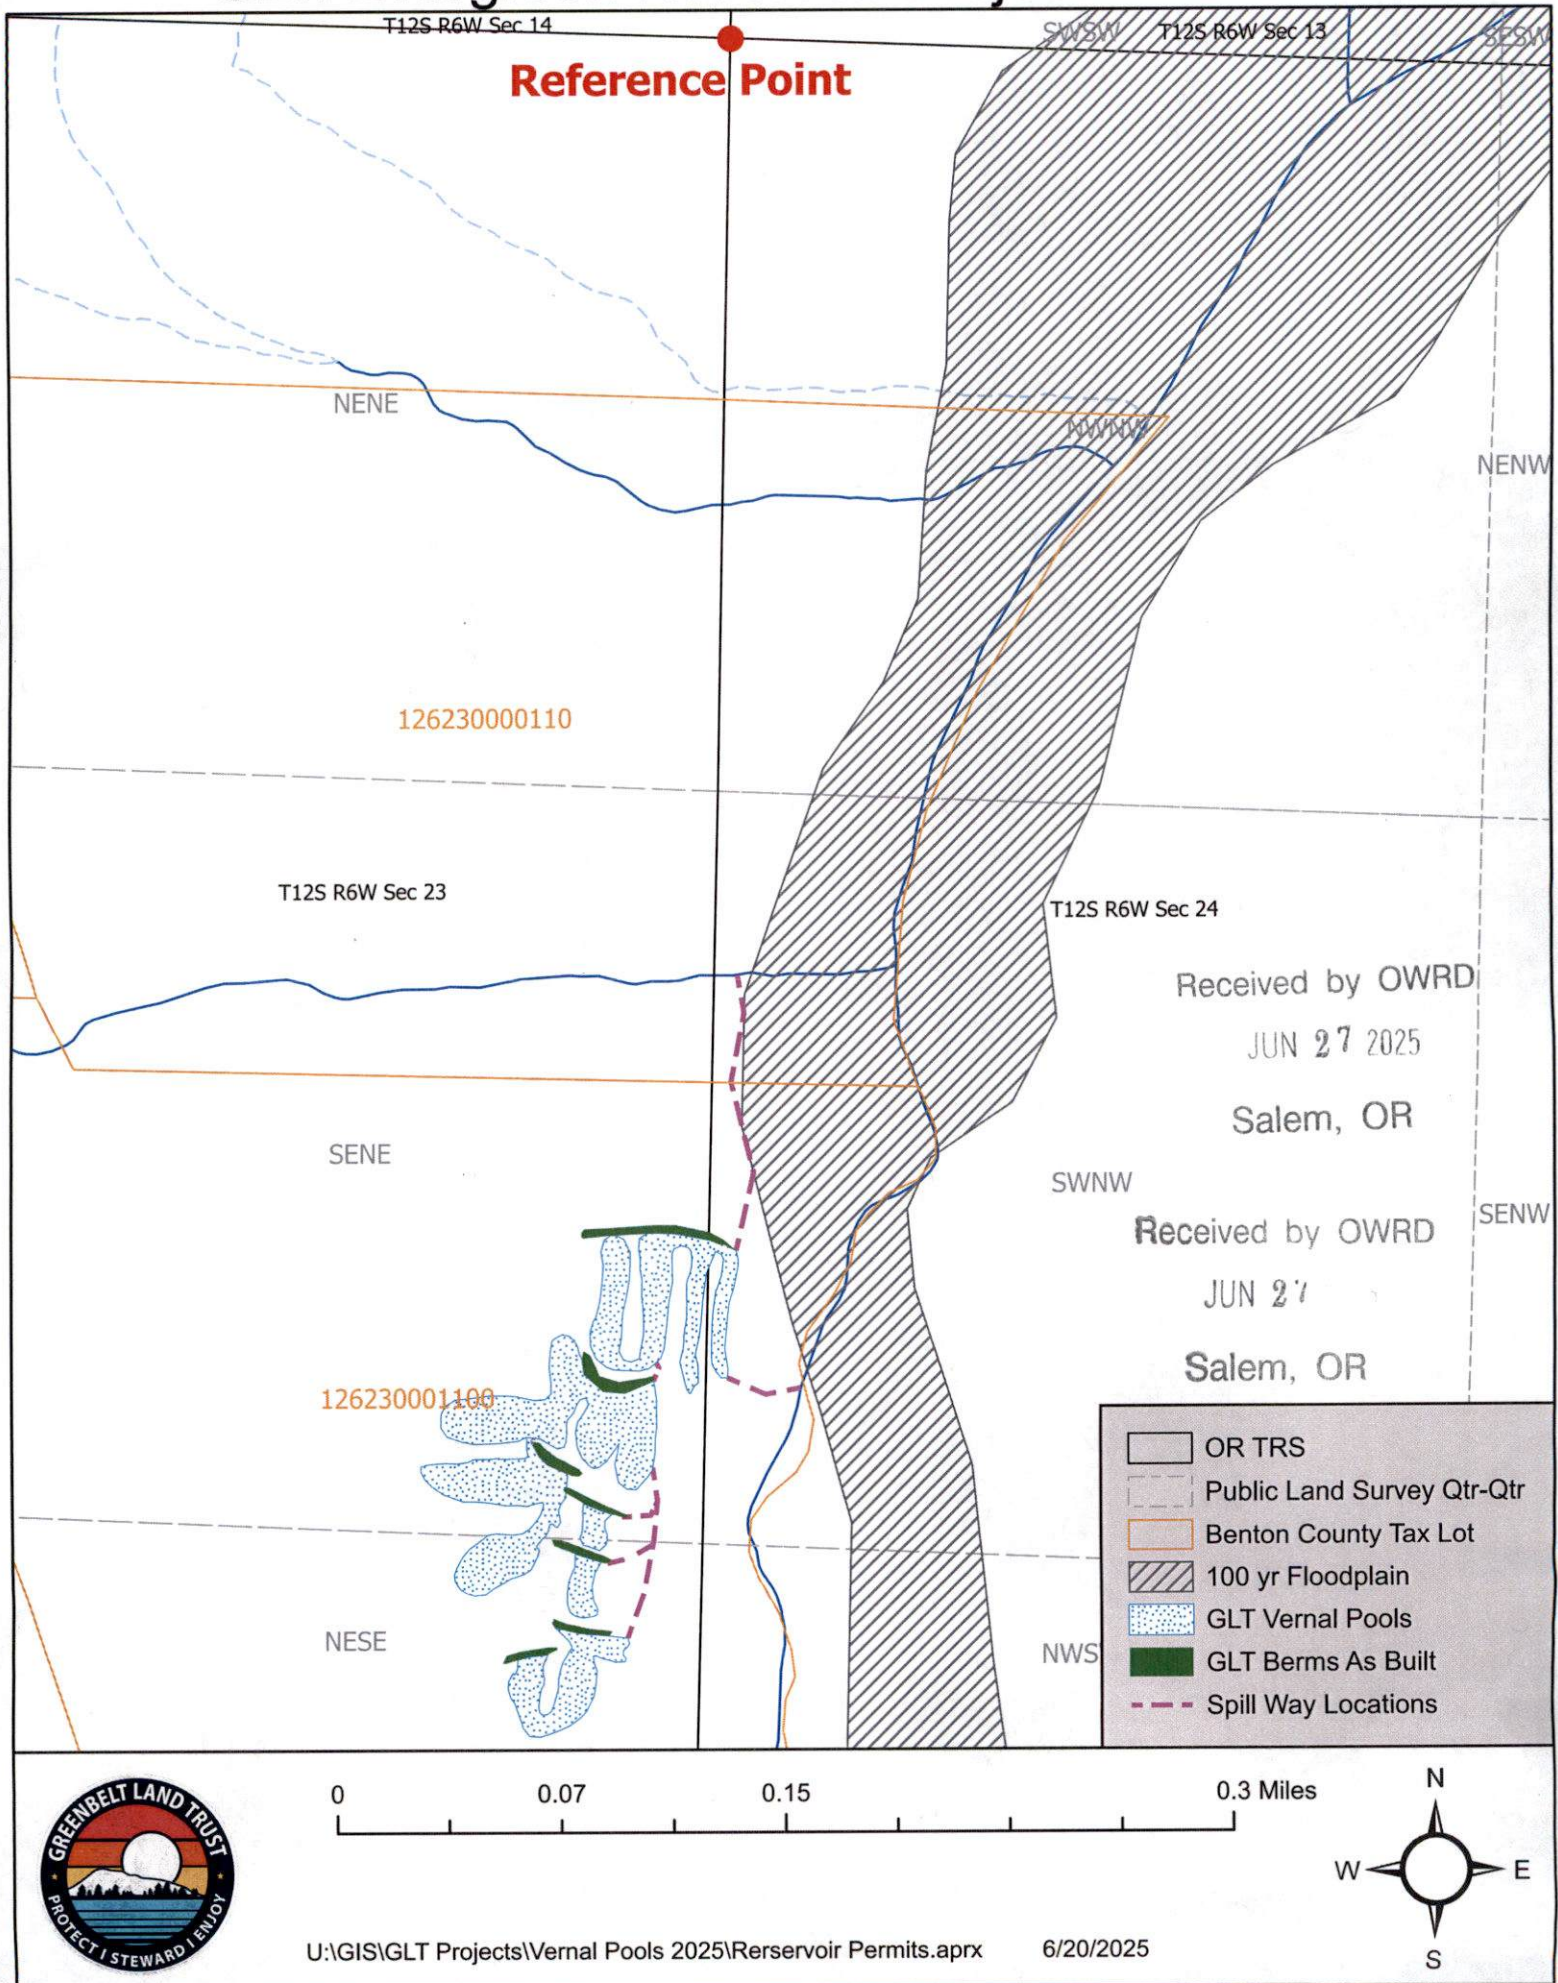 T12S R6W Sec 14
SWSW
T12S R6W Sec 13
SESW
Reference Point
NENE
NWNW
NENW
126230000110
T12S R6W Sec 23
T12S R6W Sec 24
Received by OWRD
JUN 27 2025
Salem, OR
SENE
SWNW
SENW
Received by OWRD
JUN 27
Salem, OR
126230001100
NESE
NWS
OR TRS
Public Land Survey Qtr-Qtr
Benton County Tax Lot
100 yr Floodplain
GLT Vernal Pools
GLT Berms As Built
Spill Way Locations
GREENBELT LAND TRUST
PROTECT | STEWARD | ENJOY
0 0.07 0.15 0.3 Miles
N
W E
S
U:\GIS\GLT Projects\Vernal Pools 2025\Rerservoir Permits.aprx 6/20/2025